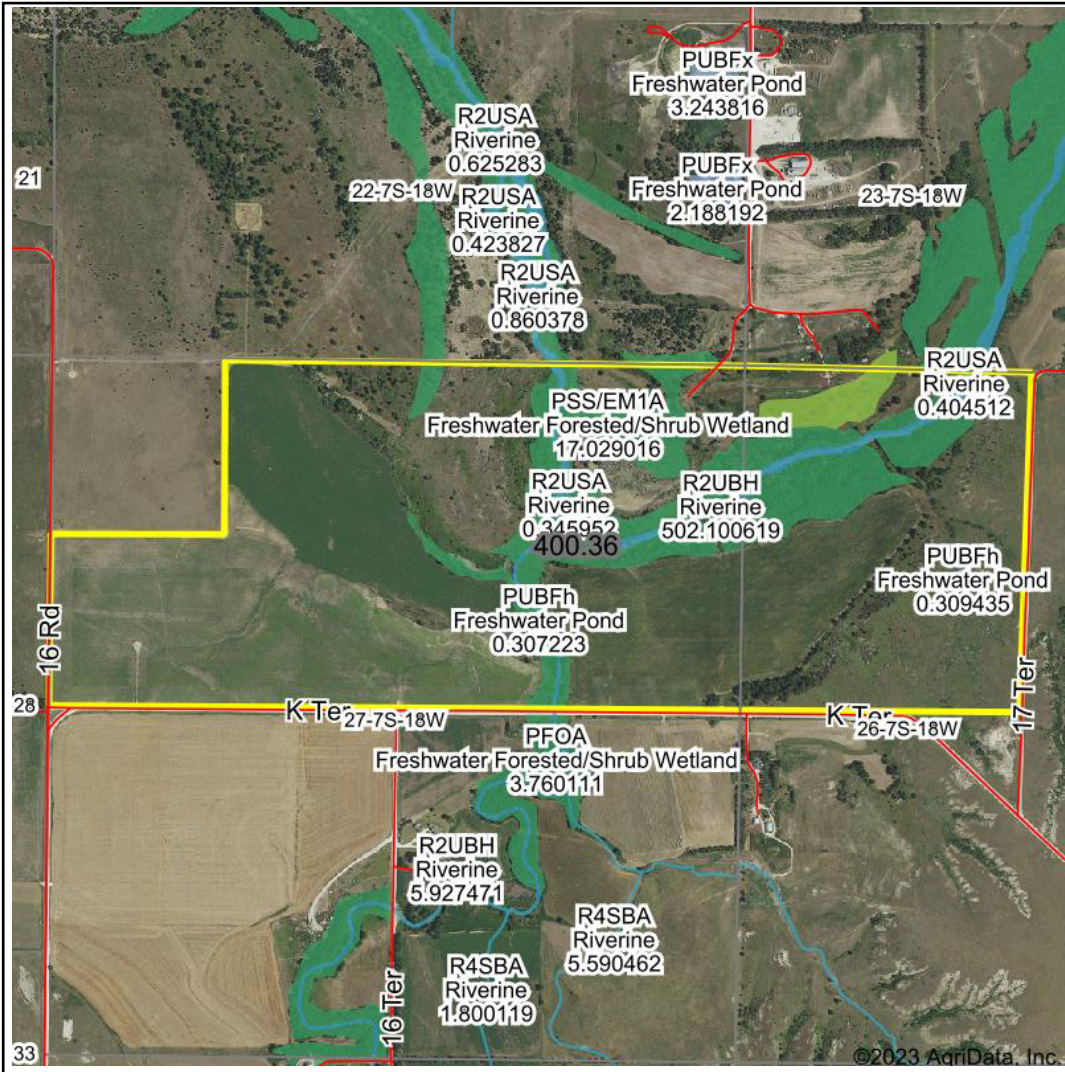 PUBFx
Freshwater Pond
3.243816
R2USA
Riverine
0.625283
PUBFx
Freshwater Pond
2.188192
21
22-7S-18W
23-7S-18W
R2USA
Riverine
0.423827
R2USA
Riverine
0.860378
R2USA
Riverine
0.404512
PSS/EM1A
Freshwater Forested/Shrub Wetland
17.029016
R2USA
Riverine
0.345952
R2UBH
Riverine
502.100619
400.36
PUBFh
Freshwater Pond
0.309435
PUBFh
Freshwater Pond
0.307223
16 Rd
17 Ter
28
K Ter
27-7S-18W
K Ter
26-7S-18W
PFOA
Freshwater Forested/Shrub Wetland
3.760111
R2UBH
Riverine
5.927471
R4SBA
Riverine
5.590462
R4SBA
Riverine
1.800119
16 Ter
33
©2023 AgriData, Inc.